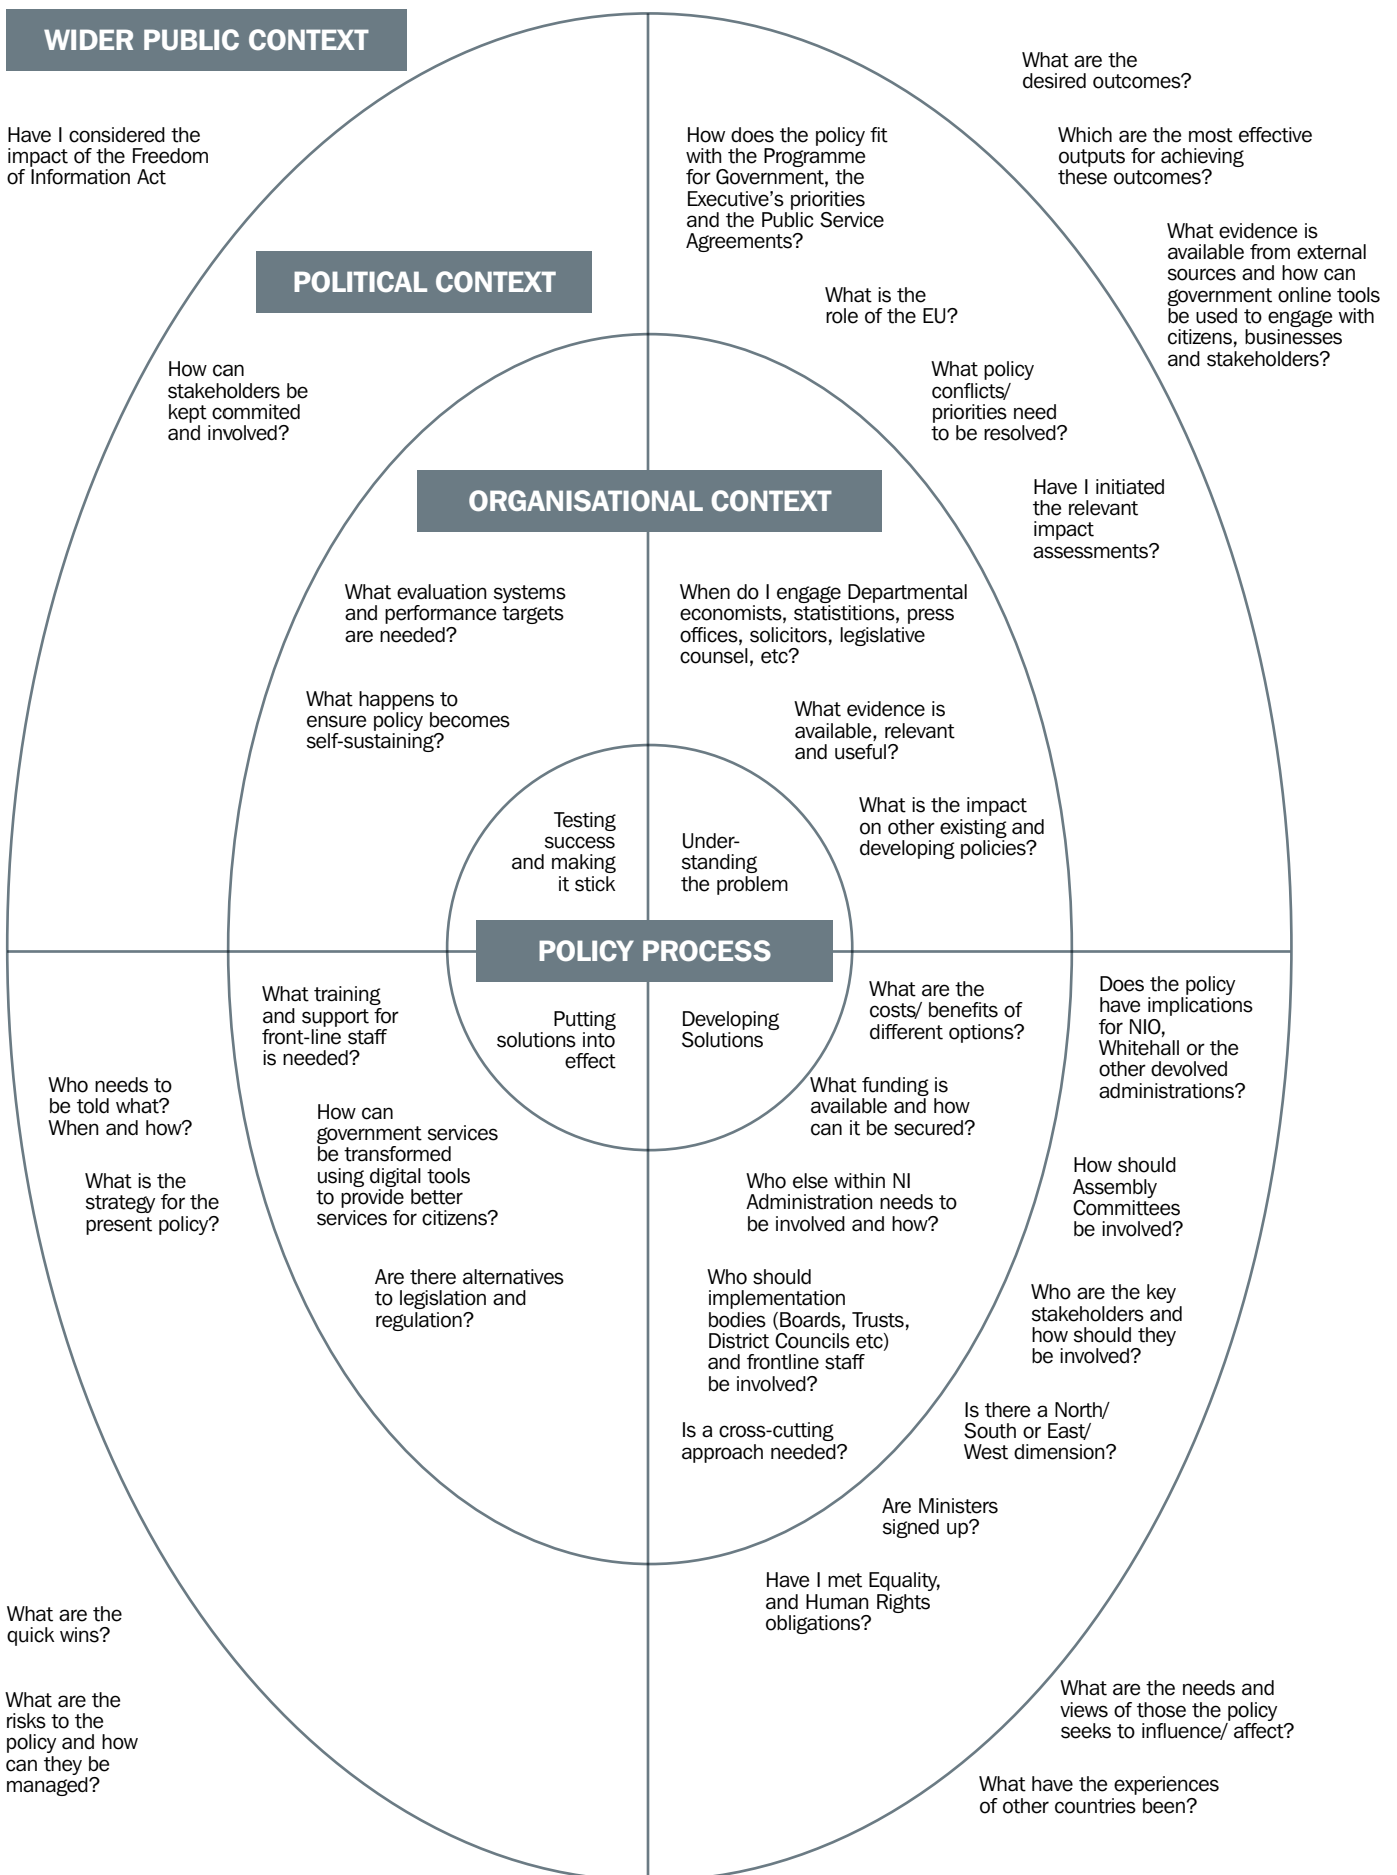 WIDER PUBLIC CONTEXT
Have I considered the
impact of the Freedom
of Information Act
What are the
desired outcomes?
Which are the most effective
outputs for achieving
these outcomes?
What evidence is
available from external
sources and how can
government online tools
be used to engage with
citizens, businesses
and stakeholders?
POLITICAL CONTEXT
How can
stakeholders be
kept commited
and involved?
How does the policy fit
with the Programme
for Government, the
Executive's priorities
and the Public Service
Agreements?
What is the
role of the EU?
What policy
conflicts/
priorities need
to be resolved?
Have I initiated
the relevant
impact
assessments?
ORGANISATIONAL CONTEXT
What evaluation systems
and performance targets
are needed?
What happens to
ensure policy becomes
self-sustaining?
When do I engage Departmental
economists, statistitions, press
offices, solicitors, legislative
counsel, etc?
What evidence is
available, relevant
and useful?
What is the impact
on other existing and
developing policies?
Testing
success
and making
it stick
Under-
standing
the problem
POLICY PROCESS
Putting
solutions into
effect
Developing
Solutions
What training
and support for
front-line staff
is needed?
How can
government services
be transformed
using digital tools
to provide better
services for citizens?
Are there alternatives
to legislation and
regulation?
What are the
costs/ benefits of
different options?
What funding is
available and how
can it be secured?
Who else within NI
Administration needs to
be involved and how?
Who should
implementation
bodies (Boards, Trusts,
District Councils etc)
and frontline staff
be involved?
Is a cross-cutting
approach needed?
Who needs to
be told what?
When and how?
What is the
strategy for the
present policy?
Does the policy
have implications
for NIO,
Whitehall or the
other devolved
administrations?
How should
Assembly
Committees
be involved?
Who are the key
stakeholders and
how should they
be involved?
Is there a North/
South or East/
West dimension?
Are Ministers
signed up?
Have I met Equality,
and Human Rights
obligations?
What are the
quick wins?
What are the
risks to the
policy and how
can they be
managed?
What are the needs and
views of those the policy
seeks to influence/ affect?
What have the experiences
of other countries been?